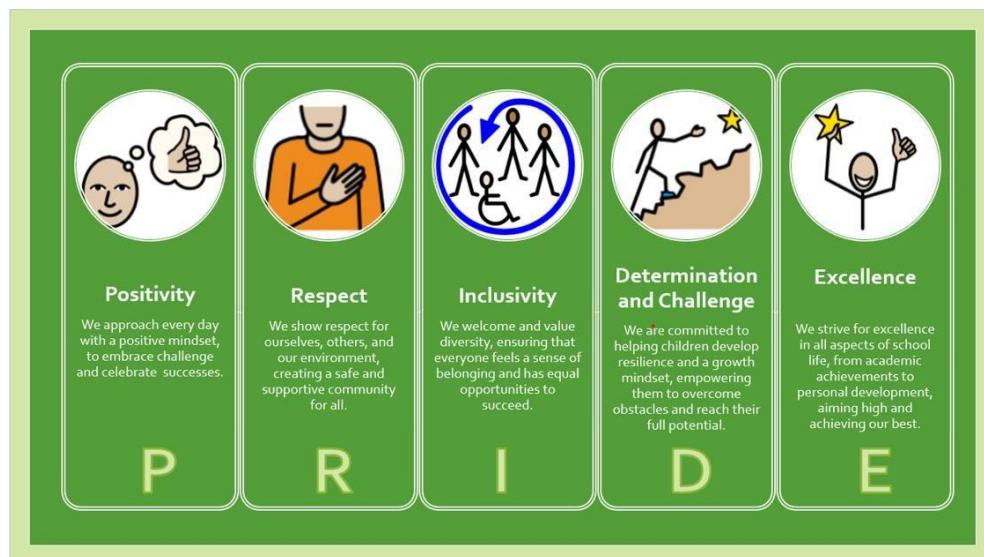 Positivity
We approach every day
with a positive mindset,
to embrace challenge
and celebrate successes.
P
Respect
We show respect for
ourselves, others, and
our environment,
creating a safe and
supportive community
for all.
R
Inclusivity
We welcome and value
diversity, ensuring that
everyone feels a sense of
belonging and has equal
opportunities to
succeed.
I
Determination
and Challenge
We are committed to
helping children develop
resilience and a growth
mindset, empowering
them to overcome
obstacles and reach their
full potential.
D
Excellence
We strive for excellence
in all aspects of school
life, from academic
achievements to
personal development,
aiming high and
achieving our best.
E